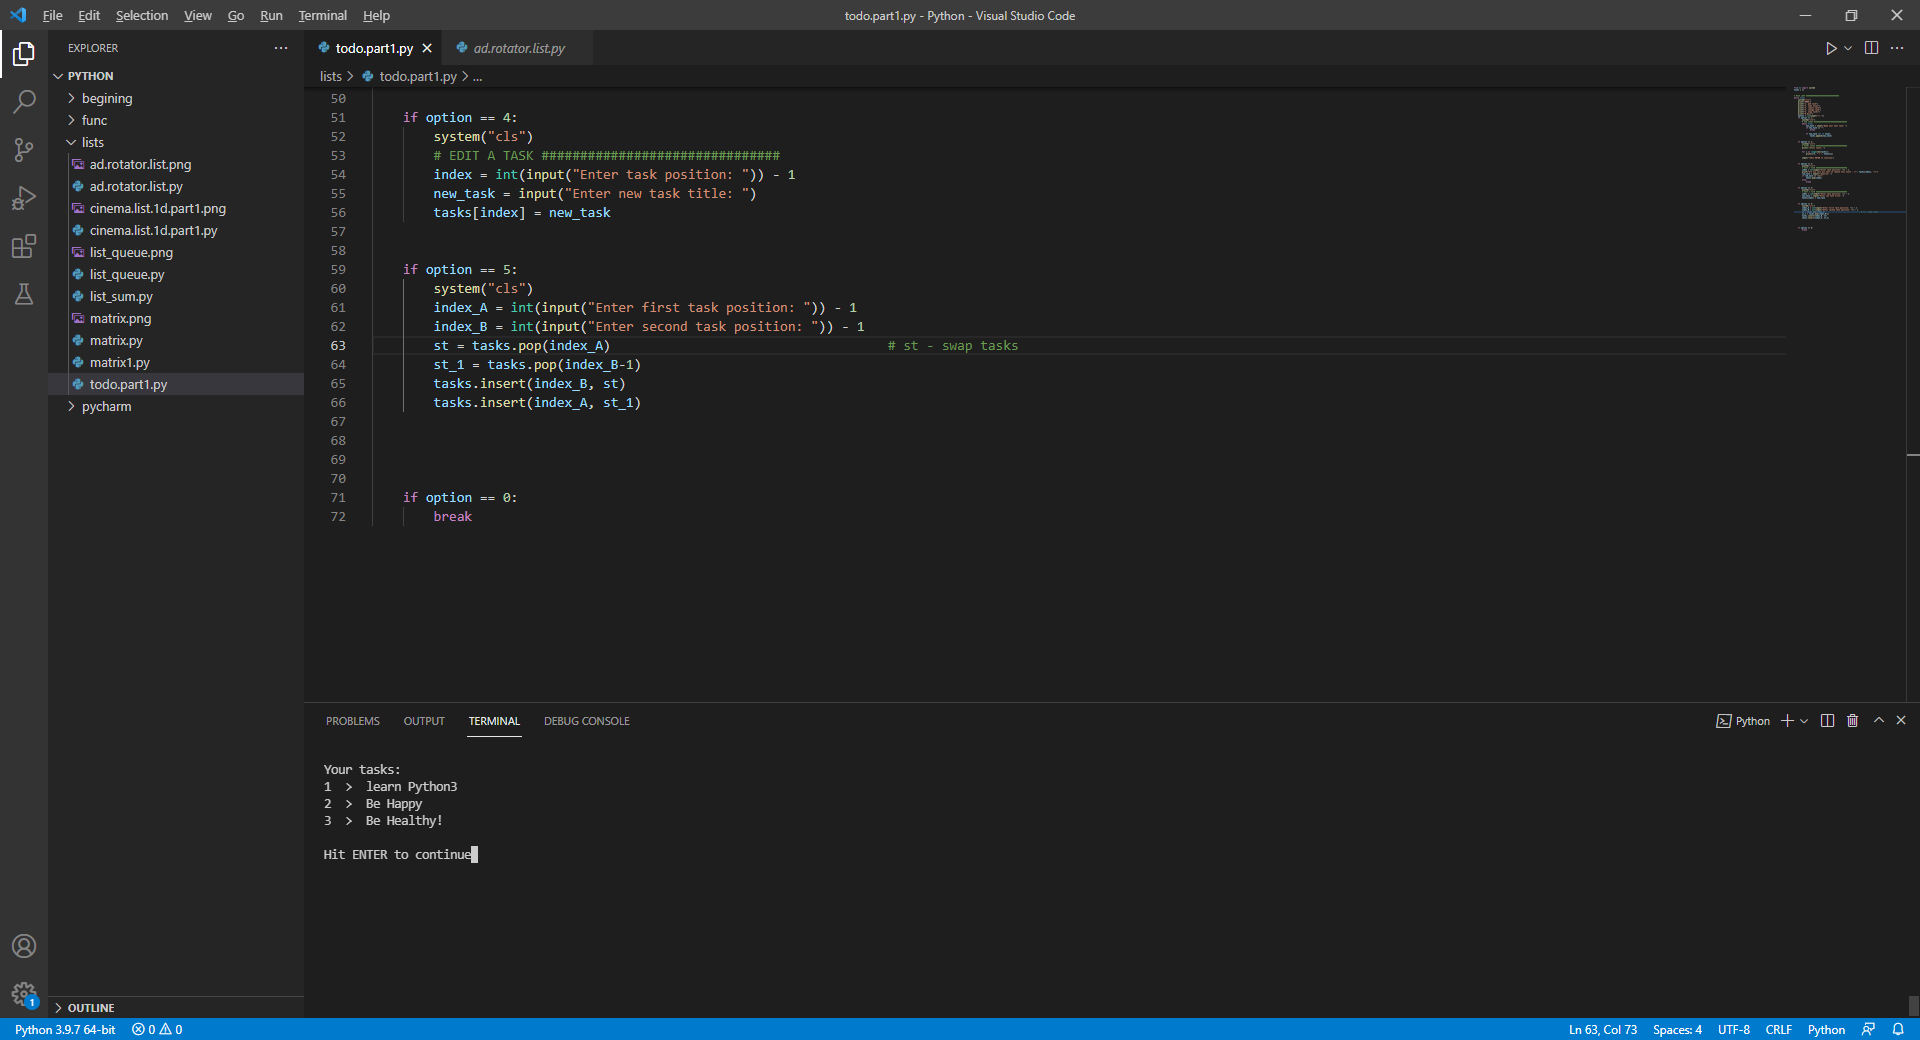 File Edit Selection View Go Run Terminal Help
todo.part1.py - Python - Visual Studio Code
EXPLORER
PYTHON
begining
func
lists
ad.rotator.list.png
ad.rotator.list.py
cinema.list.1d.part1.png
cinema.list.1d.part1.py
list_queue.png
list_queue.py
list_sum.py
matrix.png
matrix.py
matrix1.py
todo.part1.py
pycharm
OUTLINE
todo.part1.py
ad.rotator.list.py
lists > todo.part1.py > ...
50
51 if option == 4:
52 system("cls")
53 # EDIT A TASK ###############################
54 index = int(input("Enter task position: ")) - 1
55 new_task = input("Enter new task title: ")
56 tasks[index] = new_task
57
58
59 if option == 5:
60 system("cls")
61 index_A = int(input("Enter first task position: ")) - 1
62 index_B = int(input("Enter second task position: ")) - 1
63 st = tasks.pop(index_A) # st - swap tasks
64 st_1 = tasks.pop(index_B-1)
65 tasks.insert(index_B, st)
66 tasks.insert(index_A, st_1)
67
68
69
70
71 if option == 0:
72 break
PROBLEMS OUTPUT TERMINAL DEBUG CONSOLE
Python
Your tasks:
1 > learn Python3
2 > Be Happy
3 > Be Healthy!
Hit ENTER to continue
1
Python 3.9.7 64-bit 0 0
Ln 63, Col 73 Spaces: 4 UTF-8 CRLF Python